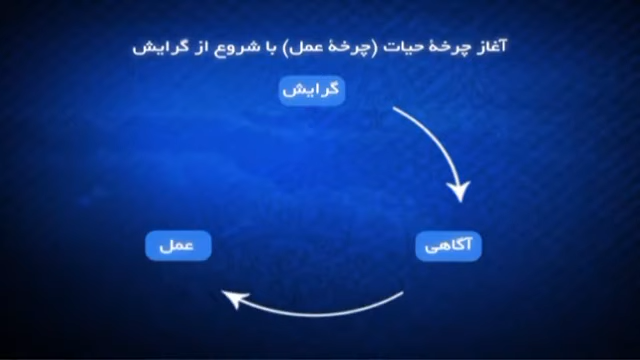 آغاز چرخهٔ حیات (چرخهٔ عمل) با شروع از گرایش
گرایش
آگاهی
عمل